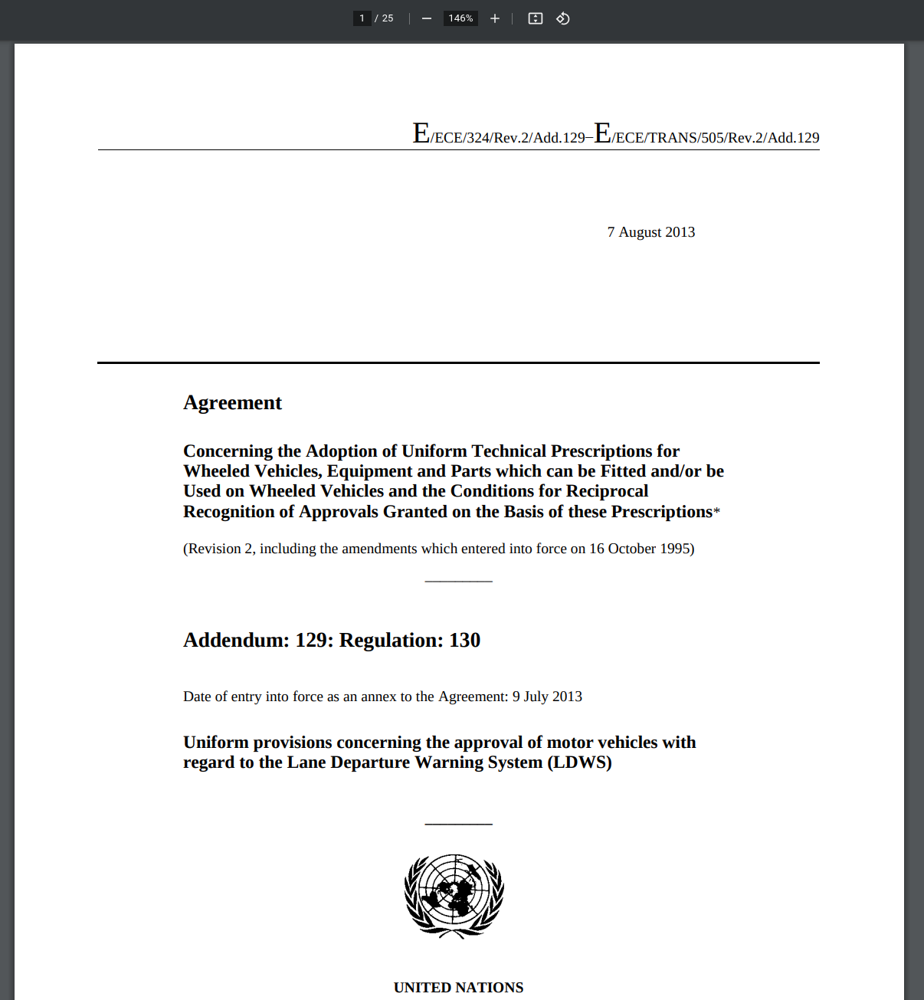 1 / 25 146%
E/ECE/324/Rev.2/Add.129–E/ECE/TRANS/505/Rev.2/Add.129
7 August 2013
Agreement
Concerning the Adoption of Uniform Technical Prescriptions for
Wheeled Vehicles, Equipment and Parts which can be Fitted and/or be
Used on Wheeled Vehicles and the Conditions for Reciprocal
Recognition of Approvals Granted on the Basis of these Prescriptions*
(Revision 2, including the amendments which entered into force on 16 October 1995)
Addendum: 129: Regulation: 130
Date of entry into force as an annex to the Agreement: 9 July 2013
Uniform provisions concerning the approval of motor vehicles with
regard to the Lane Departure Warning System (LDWS)
UNITED NATIONS